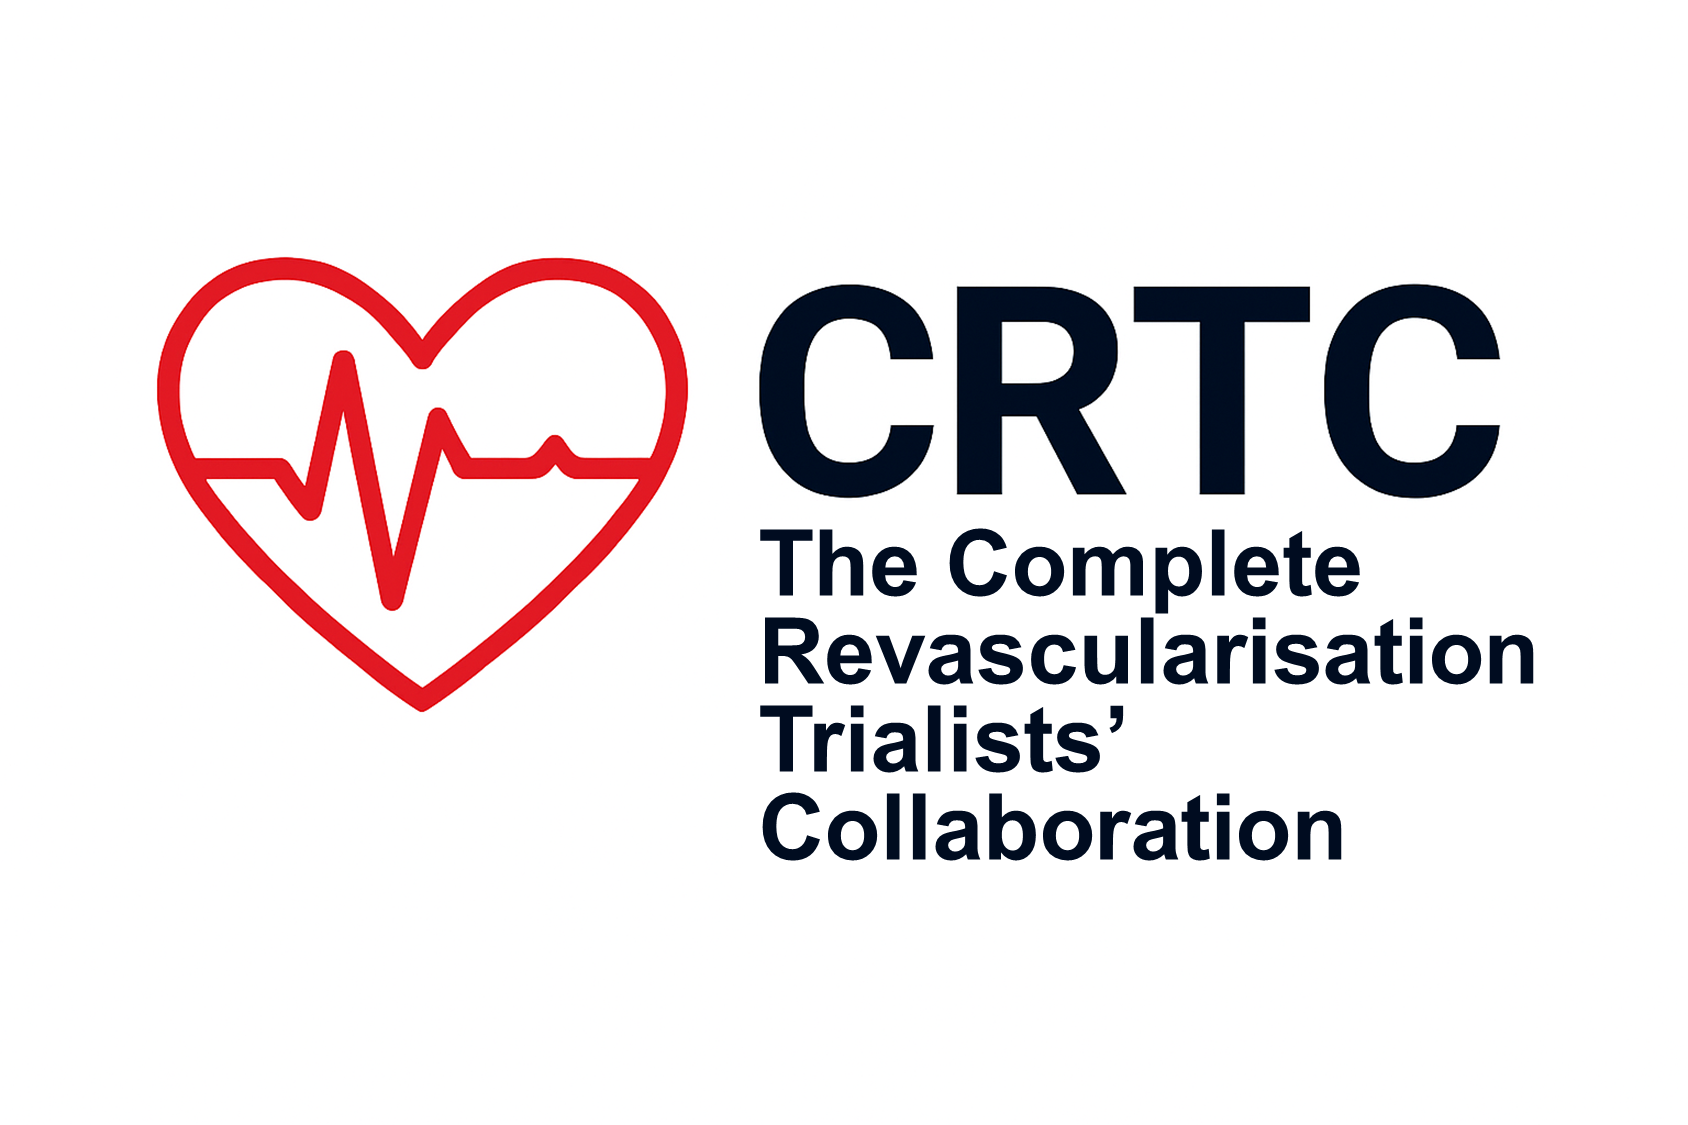 CRTC
The Complete
Revascularisation
Trialists’
Collaboration